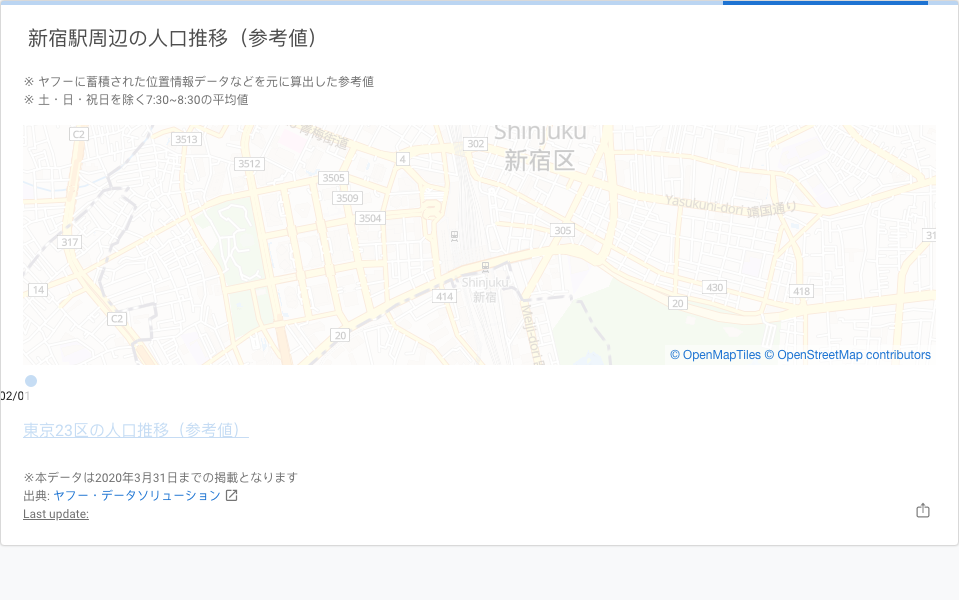 新宿駅周辺の人口推移（参考値）
※ ヤフーに蓄積された位置情報データなどを元に算出した参考値
※ 土・日・祝日を除く7:30~8:30の平均値
C2
3513
青梅街道
302
Shinjuku
新宿区
4
3512
3505
3509
3504
Yasukuni-dori 靖国通り
305
317
31
14
Shinjuku
新宿
414
430
418
20
C2
20
Meiji-dori
© OpenMapTiles © OpenStreetMap contributors
02/01
東京23区の人口推移（参考値）
※本データは2020年3月31日までの掲載となります
出典: ヤフー・データソリューション
Last update: